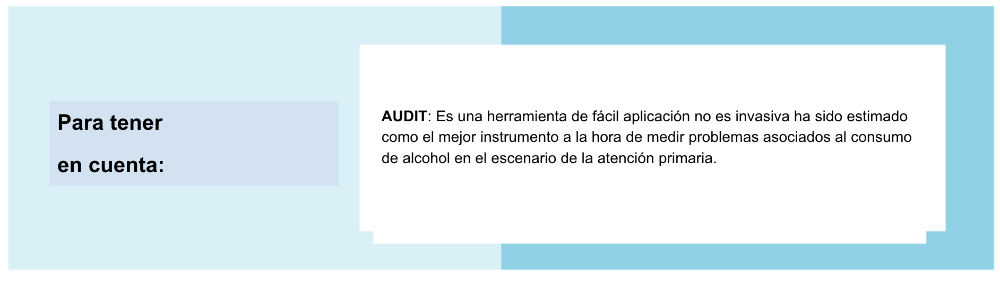 Para tener
en cuenta:
AUDIT: Es una herramienta de fácil aplicación no es invasiva ha sido estimado
como el mejor instrumento a la hora de medir problemas asociados al consumo
de alcohol en el escenario de la atención primaria.